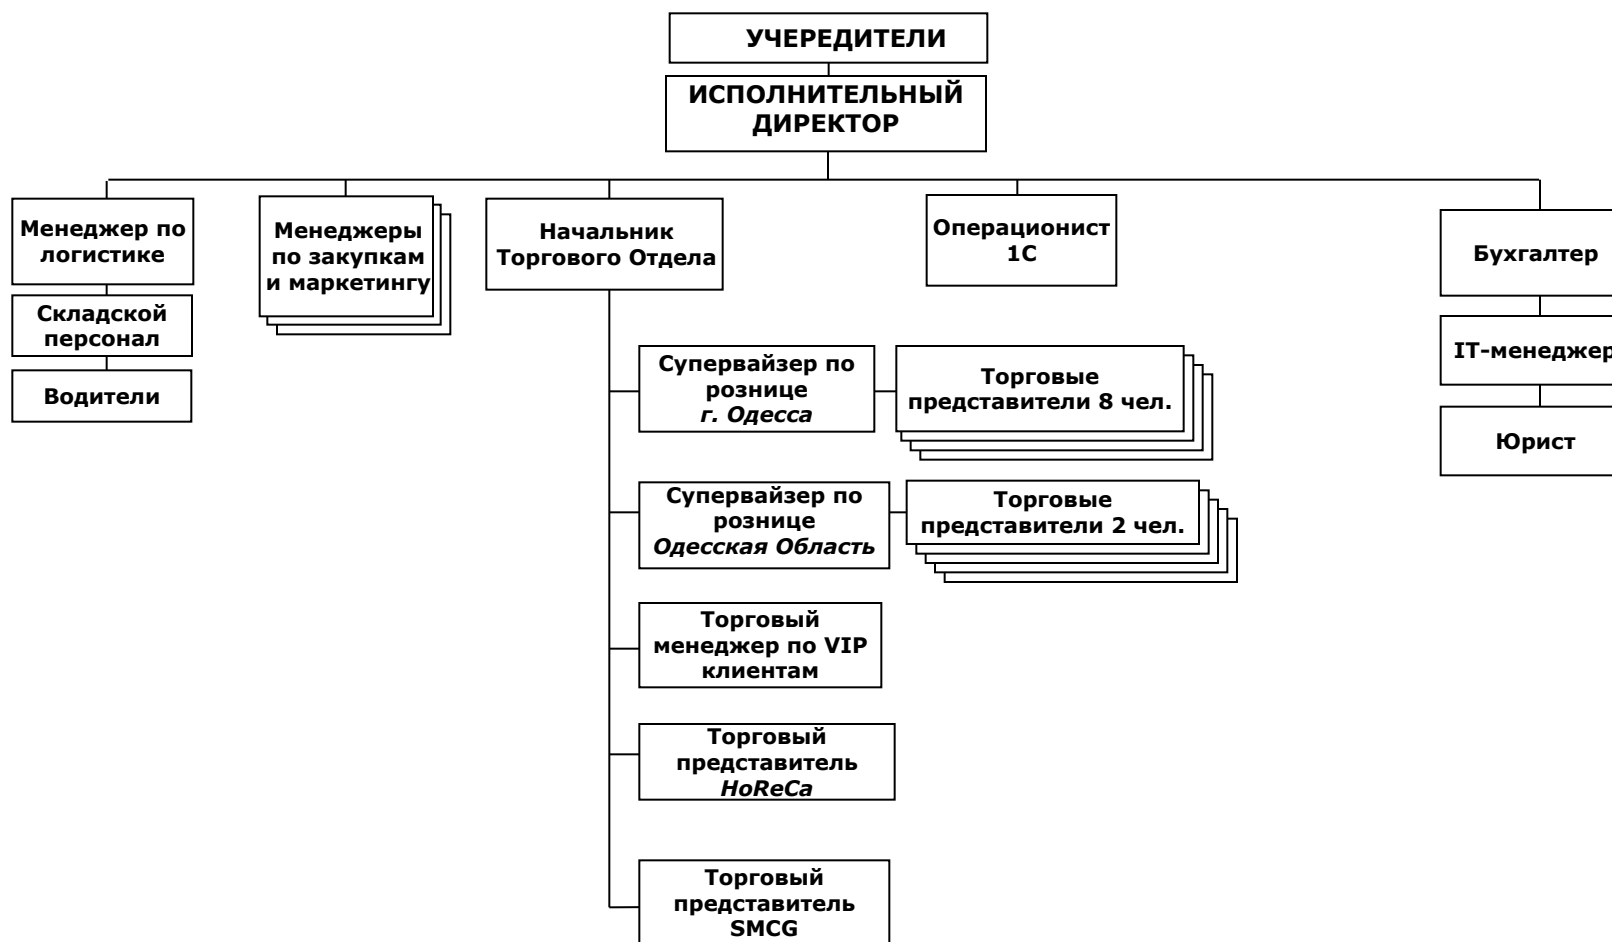 УЧЕРЕДИТЕЛИ
ИСПОЛНИТЕЛЬНЫЙ
ДИРЕКТОР
Менеджер по
логистике
Складской
персонал
Водители
Менеджеры
по закупкам
и маркетингу
Начальник
Торгового Отдела
Супервайзер по
рознице
г. Одесса
Торговые
представители 8 чел.
Супервайзер по
рознице
Одесская Область
Торговые
представители 2 чел.
Торговый
менеджер по VIP
клиентам
Торговый
представитель
HoReCa
Торговый
представитель
SMCG
Операционист
1С
Бухгалтер
IT-менеджер
Юрист